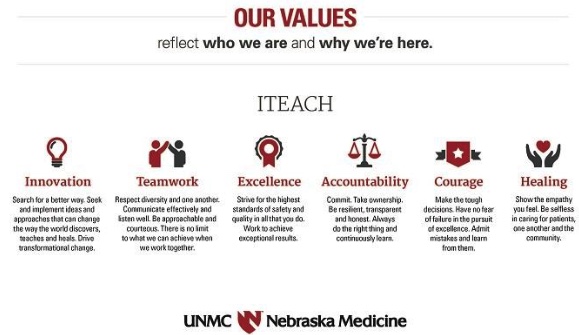 OUR VALUES
reflect who we are and why we're here.
ITEACH
Innovation
Search for a better way. Seek
and implement ideas and
approaches that can change
the way the world discovers,
teaches and heals. Drive
transformational change.
Teamwork
Respect diversity and one another.
Communicate effectively and
listen well. Be approachable and
courteous. There is no limit
to what we can achieve when
we work together.
Excellence
Strive for the highest
standards of safety and
quality in all that you do.
Work to achieve
exceptional results.
Accountability
Commit. Take ownership.
Be resilient, transparent
and honest. Always
do the right thing and
continuously learn.
Courage
Make the tough
decisions. Have no fear
of failure in the pursuit
of excellence. Admit
mistakes and learn
from them.
Healing
Show the empathy
you feel. Be selfless
in caring for patients,
one another and the
community.
UNMC Nebraska Medicine